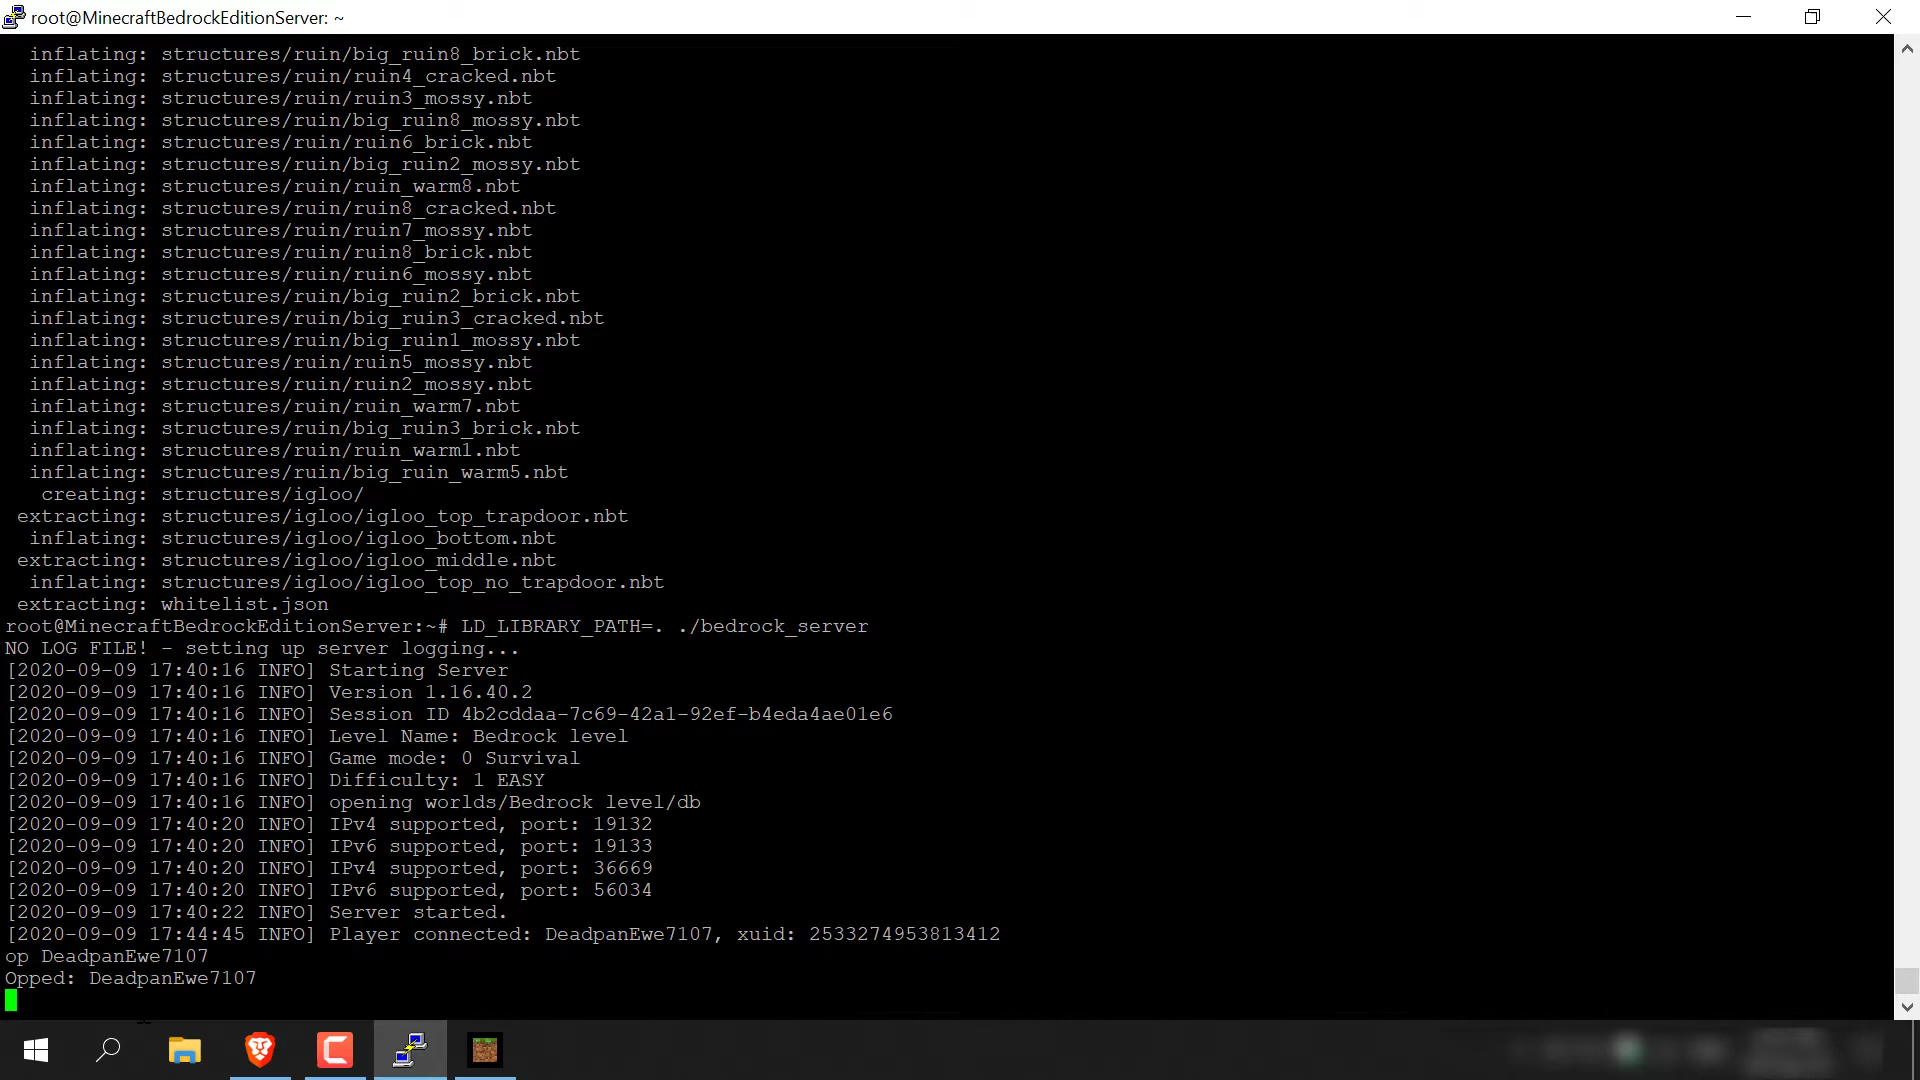 root@MinecraftBedrockEditionServer: ~
inflating: structures/ruin/big_ruin8_brick.nbt
inflating: structures/ruin/ruin4_cracked.nbt
inflating: structures/ruin/ruin3_mossy.nbt
inflating: structures/ruin/big_ruin8_mossy.nbt
inflating: structures/ruin/ruin6_brick.nbt
inflating: structures/ruin/big_ruin2_mossy.nbt
inflating: structures/ruin/ruin_warm8.nbt
inflating: structures/ruin/ruin8_cracked.nbt
inflating: structures/ruin/ruin7_mossy.nbt
inflating: structures/ruin/ruin8_brick.nbt
inflating: structures/ruin/ruin6_mossy.nbt
inflating: structures/ruin/big_ruin2_brick.nbt
inflating: structures/ruin/big_ruin3_cracked.nbt
inflating: structures/ruin/big_ruin1_mossy.nbt
inflating: structures/ruin/ruin5_mossy.nbt
inflating: structures/ruin/ruin2_mossy.nbt
inflating: structures/ruin/ruin_warm7.nbt
inflating: structures/ruin/big_ruin3_brick.nbt
inflating: structures/ruin/ruin_warm1.nbt
inflating: structures/ruin/big_ruin_warm5.nbt
creating: structures/igloo/
extracting: structures/igloo/igloo_top_trapdoor.nbt
inflating: structures/igloo/igloo_bottom.nbt
extracting: structures/igloo/igloo_middle.nbt
inflating: structures/igloo/igloo_top_no_trapdoor.nbt
extracting: whitelist.json
root@MinecraftBedrockEditionServer:~# LD_LIBRARY_PATH=. ./bedrock_server
NO LOG FILE! - setting up server logging...
[2020-09-09 17:40:16 INFO] Starting Server
[2020-09-09 17:40:16 INFO] Version 1.16.40.2
[2020-09-09 17:40:16 INFO] Session ID 4b2cddaa-7c69-42a1-92ef-b4eda4ae01e6
[2020-09-09 17:40:16 INFO] Level Name: Bedrock level
[2020-09-09 17:40:16 INFO] Game mode: 0 Survival
[2020-09-09 17:40:16 INFO] Difficulty: 1 EASY
[2020-09-09 17:40:16 INFO] opening worlds/Bedrock level/db
[2020-09-09 17:40:20 INFO] IPv4 supported, port: 19132
[2020-09-09 17:40:20 INFO] IPv6 supported, port: 19133
[2020-09-09 17:40:20 INFO] IPv4 supported, port: 36669
[2020-09-09 17:40:20 INFO] IPv6 supported, port: 56034
[2020-09-09 17:40:22 INFO] Server started.
[2020-09-09 17:44:45 INFO] Player connected: DeadpanEwe7107, xuid: 2533274953813412
op DeadpanEwe7107
Opped: DeadpanEwe7107